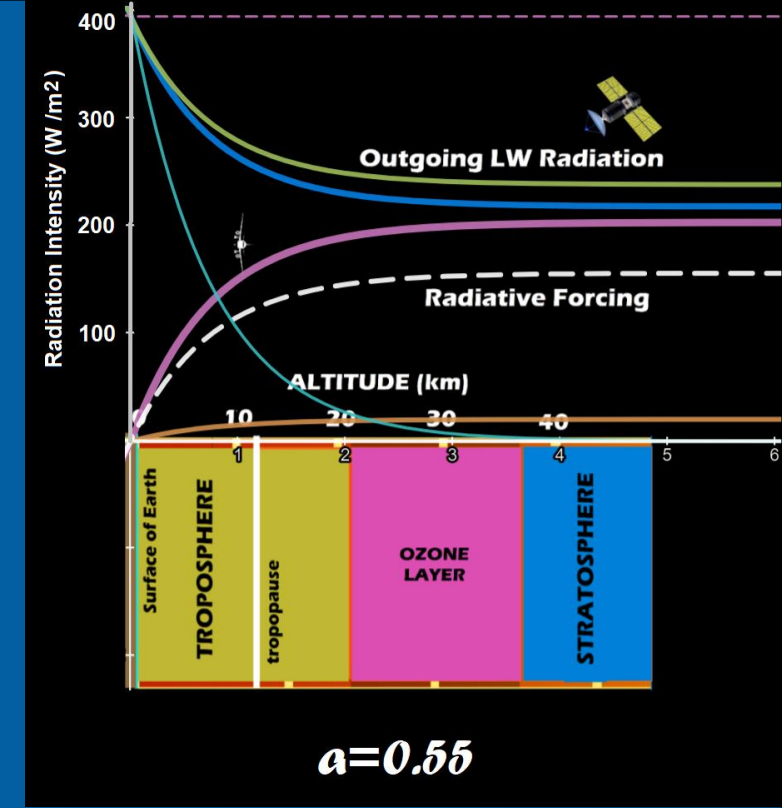 400
Radiation Intensity (W /m2)
300
Outgoing LW Radiation
200
Radiative Forcing
100
ALTITUDE (km)
0 10 20 30 40
1 2 3 4 5 6
Surface of Earth
TROPOSPHERE
tropopause
OZONE
LAYER
STRATOSPHERE
a=0.55